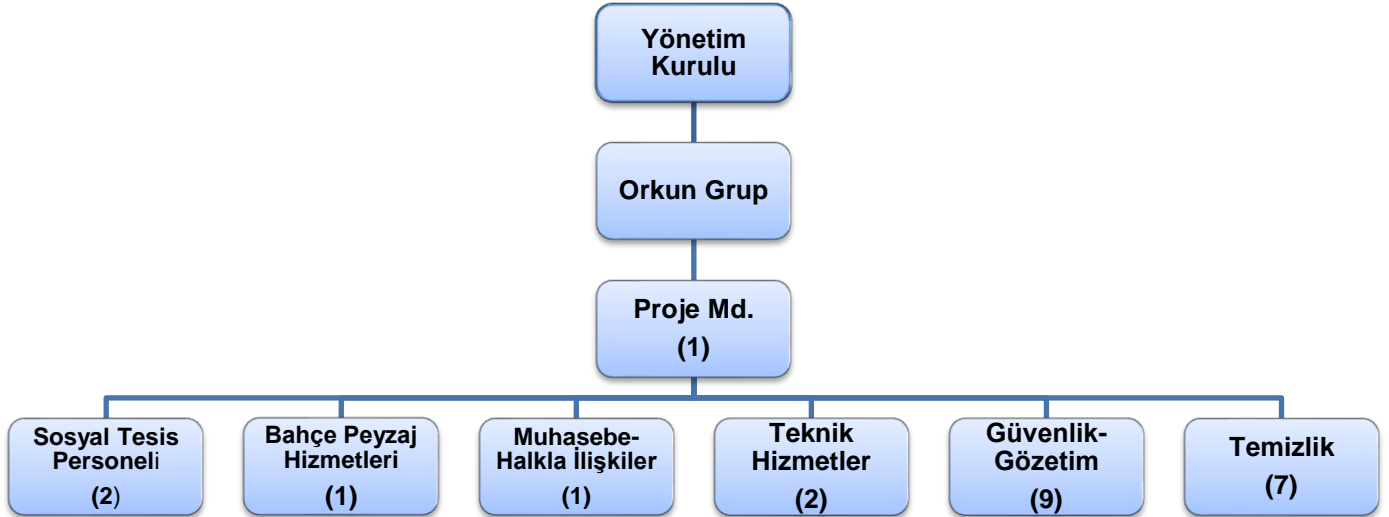 Yönetim
Kurulu
Orkun Grup
Proje Md.
(1)
Sosyal Tesis
Personeli
(2)
Bahçe Peyzaj
Hizmetleri
(1)
Muhasebe-
Halkla İlişkiler
(1)
Teknik
Hizmetler
(2)
Güvenlik-
Gözetim
(9)
Temizlik
(7)